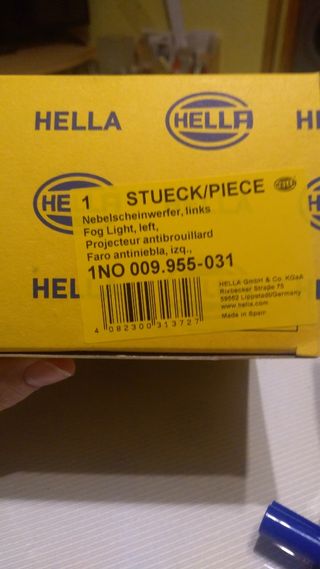 HELLA
HELLA
H
HELLA
1 STUECK/PIECE HELLA
Nebelscheinwerfer, links
Fog Light, left,
Projecteur antibrouillard
Faro antiniebla, izq.,
1NO 009.955-031
HELL
HELLA GmbH & Co. KGaA
Rixbecker Straße 75
59552 Lippstadt/Germany
www.hella.com
Made in Spain
4 082300 313727